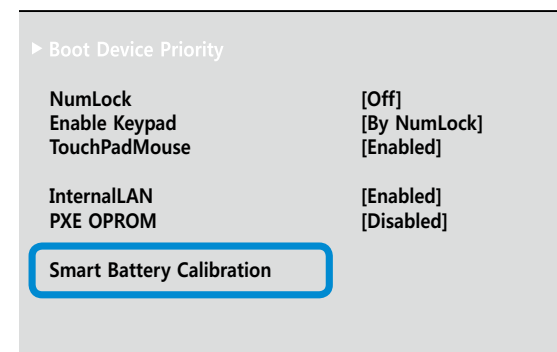 ▶ Boot Device Priority
NumLock [Off]
Enable Keypad [By NumLock]
TouchPadMouse [Enabled]
InternalLAN [Enabled]
PXE OPROM [Disabled]
Smart Battery Calibration